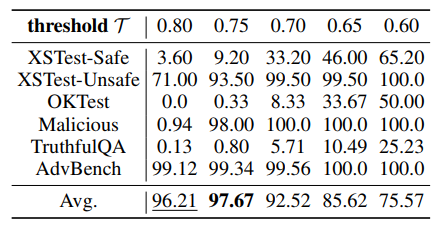 threshold 𝒯 0.80 0.75 0.70 0.65 0.60
XSTest-Safe 3.60 9.20 33.20 46.00 65.20
XSTest-Unsafe 71.00 93.50 99.50 99.50 100.0
OKTest 0.0 0.33 8.33 33.67 50.00
Malicious 0.94 98.00 100.0 100.0 100.0
TruthfulQA 0.13 0.80 5.71 10.49 25.23
AdvBench 99.12 99.34 99.56 100.0 100.0
Avg. 96.21 97.67 92.52 85.62 75.57